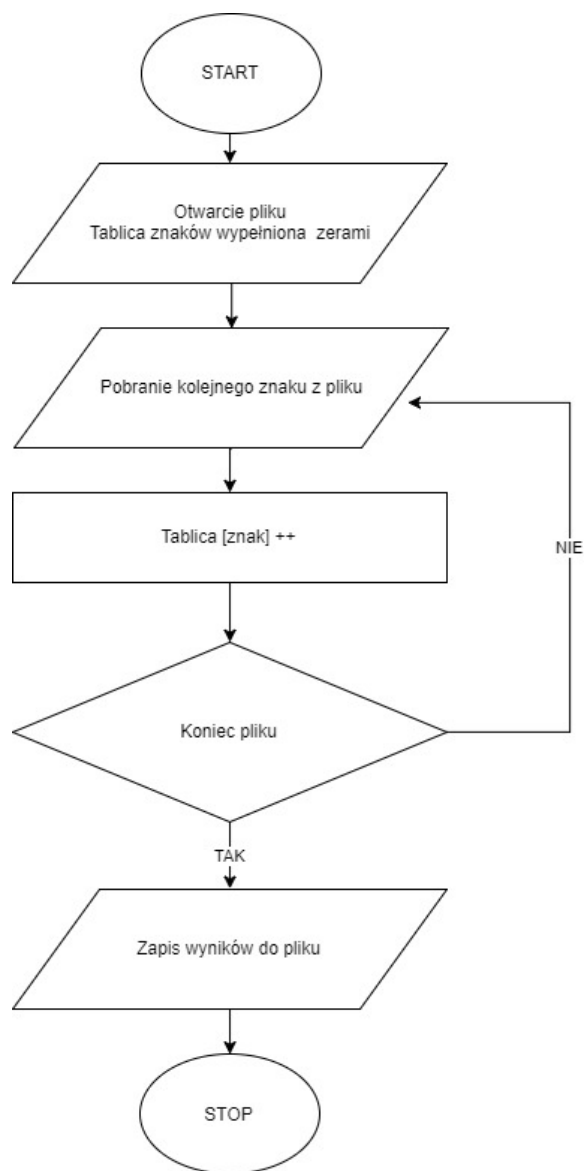 START
Otwarcie pliku
Tablica znaków wypełniona zerami
Pobranie kolejnego znaku z pliku
Tablica [znak] ++
NIE
Koniec pliku
TAK
Zapis wyników do pliku
STOP